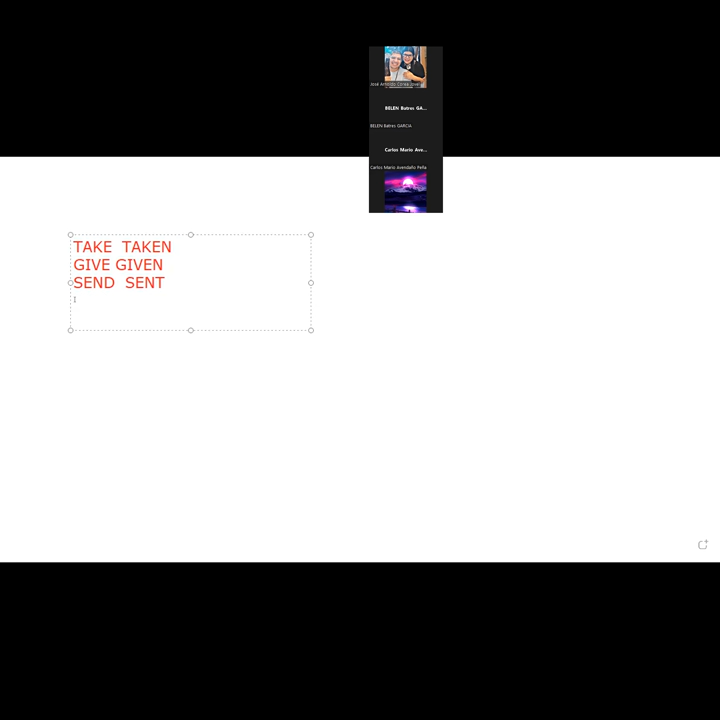 BELEN Batres GA...
BELEN Batres GARCIA
Carlos Mario Ave...
Carlos Mario Avendaño Peña
TAKE  TAKEN
GIVE GIVEN
SEND  SENT